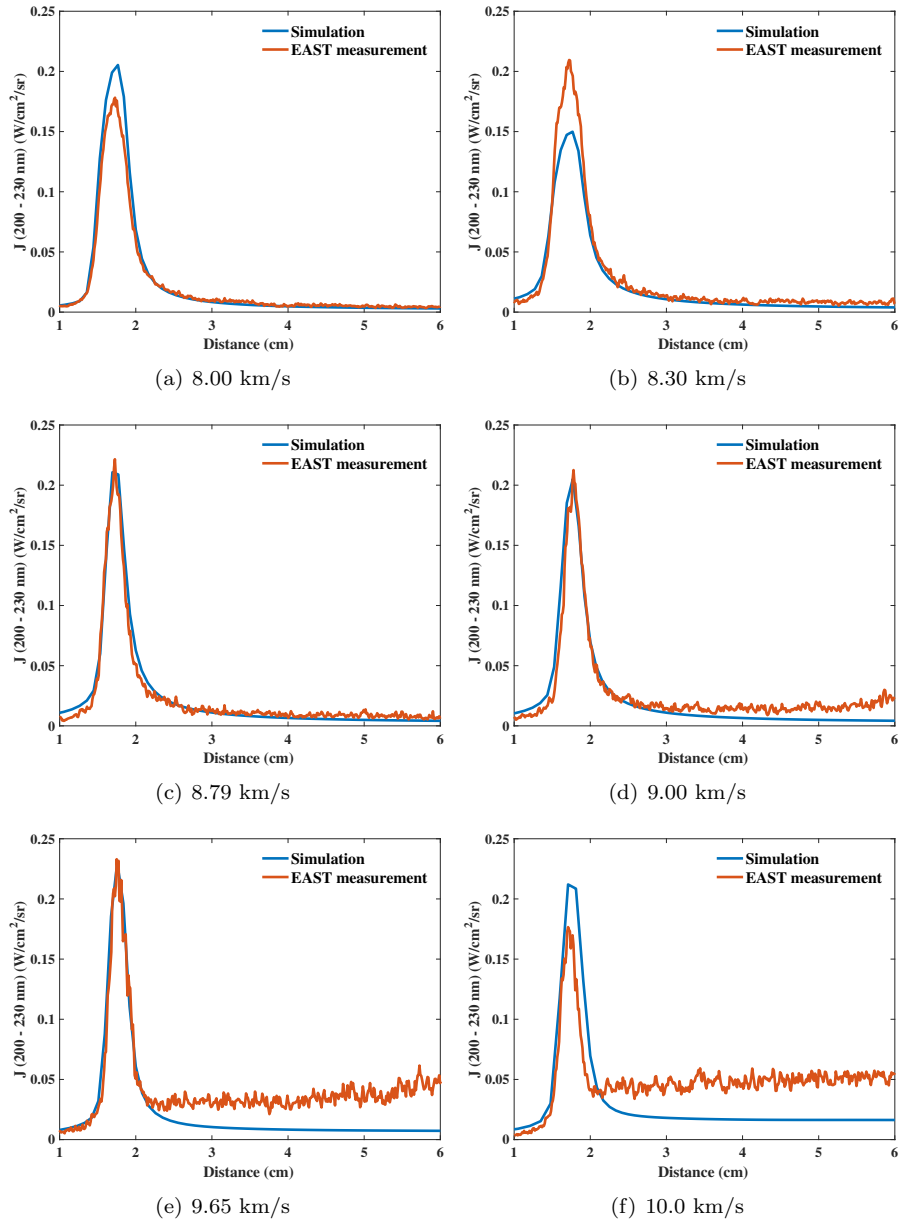 0.25
0.2
0.15
0.1
0.05
0
J (200 - 230 nm) (W/cm²/sr)
Simulation
EAST measurement
1 2 3 4 5 6
Distance (cm)
(a) 8.00 km/s
0.25
0.2
0.15
0.1
0.05
0
J (200 - 230 nm) (W/cm²/sr)
Simulation
EAST measurement
1 2 3 4 5 6
Distance (cm)
(b) 8.30 km/s
0.25
0.2
0.15
0.1
0.05
0
J (200 - 230 nm) (W/cm²/sr)
Simulation
EAST measurement
1 2 3 4 5 6
Distance (cm)
(c) 8.79 km/s
0.25
0.2
0.15
0.1
0.05
0
J (200 - 230 nm) (W/cm²/sr)
Simulation
EAST measurement
1 2 3 4 5 6
Distance (cm)
(d) 9.00 km/s
0.25
0.2
0.15
0.1
0.05
0
J (200 - 230 nm) (W/cm²/sr)
Simulation
EAST measurement
1 2 3 4 5 6
Distance (cm)
(e) 9.65 km/s
0.25
0.2
0.15
0.1
0.05
0
J (200 - 230 nm) (W/cm²/sr)
Simulation
EAST measurement
1 2 3 4 5 6
Distance (cm)
(f) 10.0 km/s